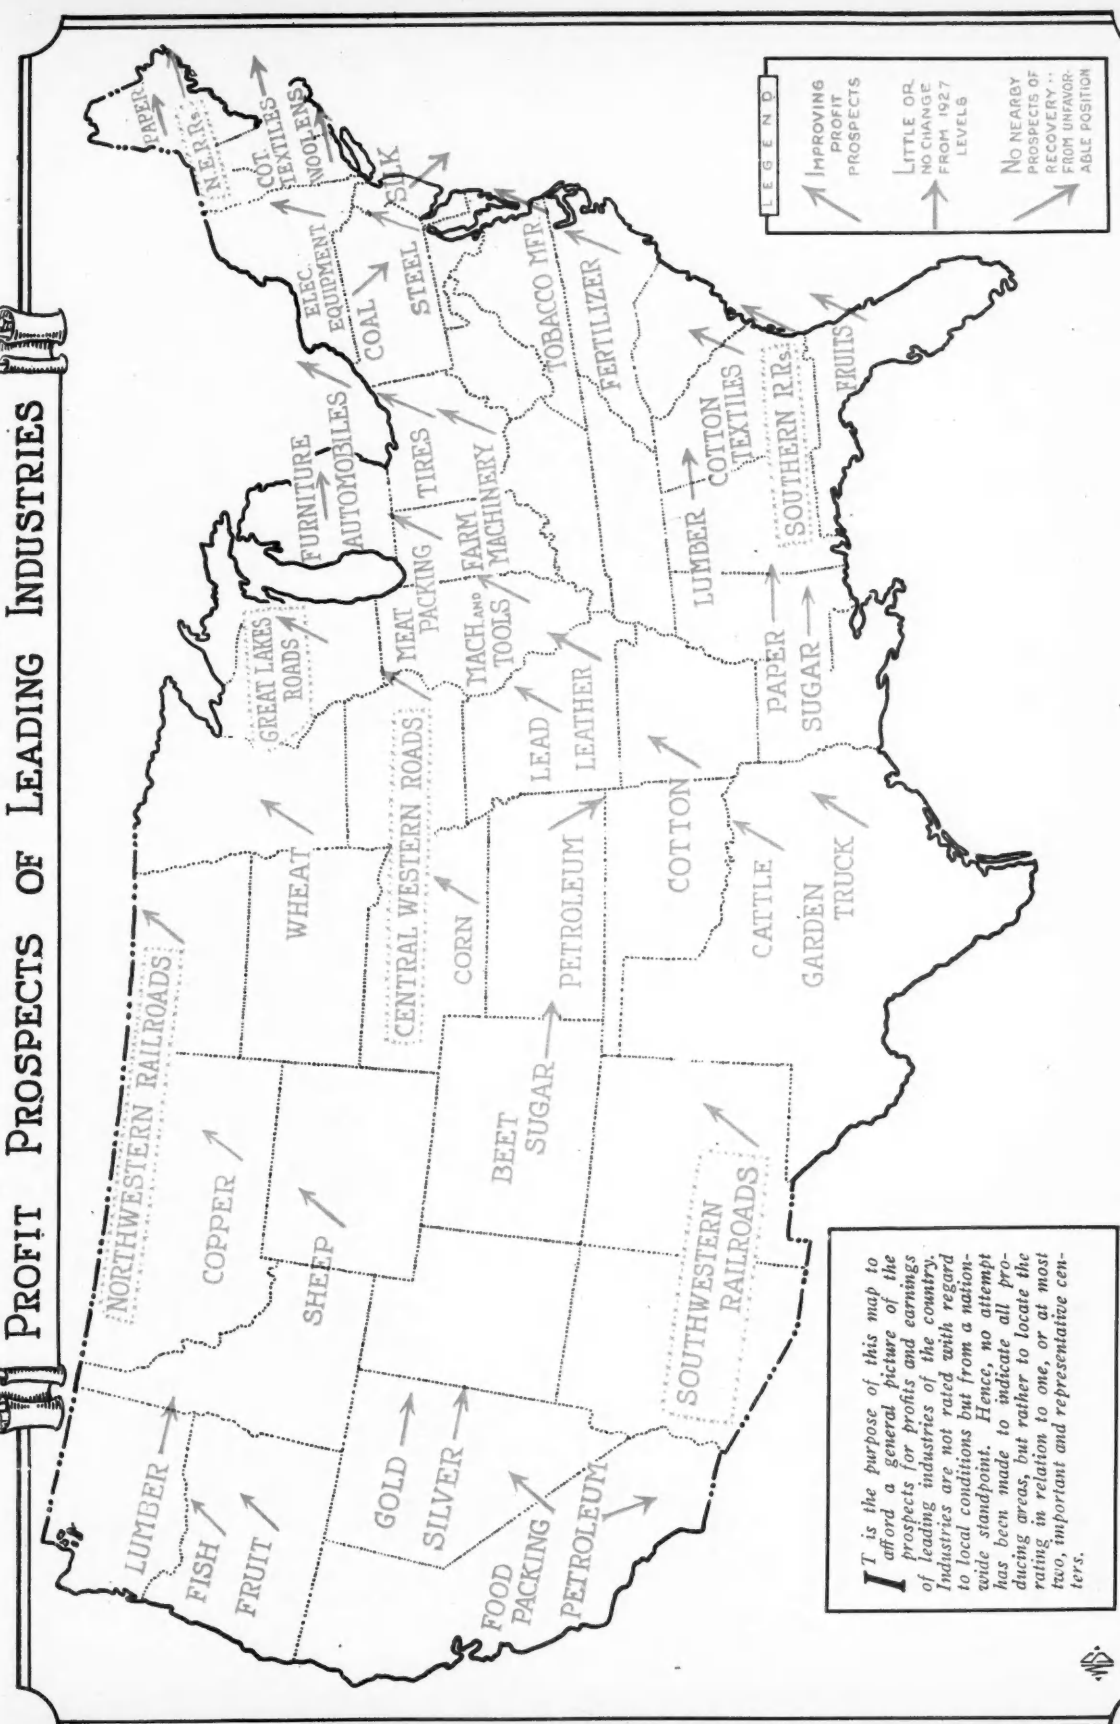 PROFIT PROSPECTS OF LEADING INDUSTRIES
LUMBER
FISH
FRUIT
GOLD
SILVER
FOOD
PACKING
PETROLEUM
NORTHWESTERN RAILROADS
COPPER
SHEEP
BEET
SUGAR
SOUTHWESTERN
RAILROADS
WHEAT
CENTRAL WESTERN ROADS
CORN
PETROLEUM
COTTON
CATTLE
GARDEN
TRUCK
GREAT LAKES
ROADS
LEAD
LEATHER
MEAT
PACKING
MACH AND
TOOLS
FARM
MACHINERY
PAPER
SUGAR
FURNITURE
AUTOMOBILES
TIRES
LUMBER
COTTON
TEXTILES
SOUTHERN R.Rs.
FRUITS
ELEC.
EQUIPMENT
COAL
STEEL
TOBACCO MFR.
FERTILIZER
PAPER
N.E.R.Rs.
COT.
TEXTILES
WOOLENS
SILK
LEGEND
IMPROVING
PROFIT
PROSPECTS
LITTLE OR
NO CHANGE
FROM 1927
LEVELS
NO NEARBY
PROSPECTS OF
RECOVERY··
FROM UNFAVOR-
ABLE POSITION
IT is the purpose of this map to
afford a general picture of the
prospects for profits and earnings
of leading industries of the country.
Industries are not rated with regard
to local conditions but from a nation-
wide standpoint. Hence, no attempt
has been made to indicate all pro-
ducing areas, but rather to locate the
rating in relation to one, or at most
two, important and representative cen-
ters.